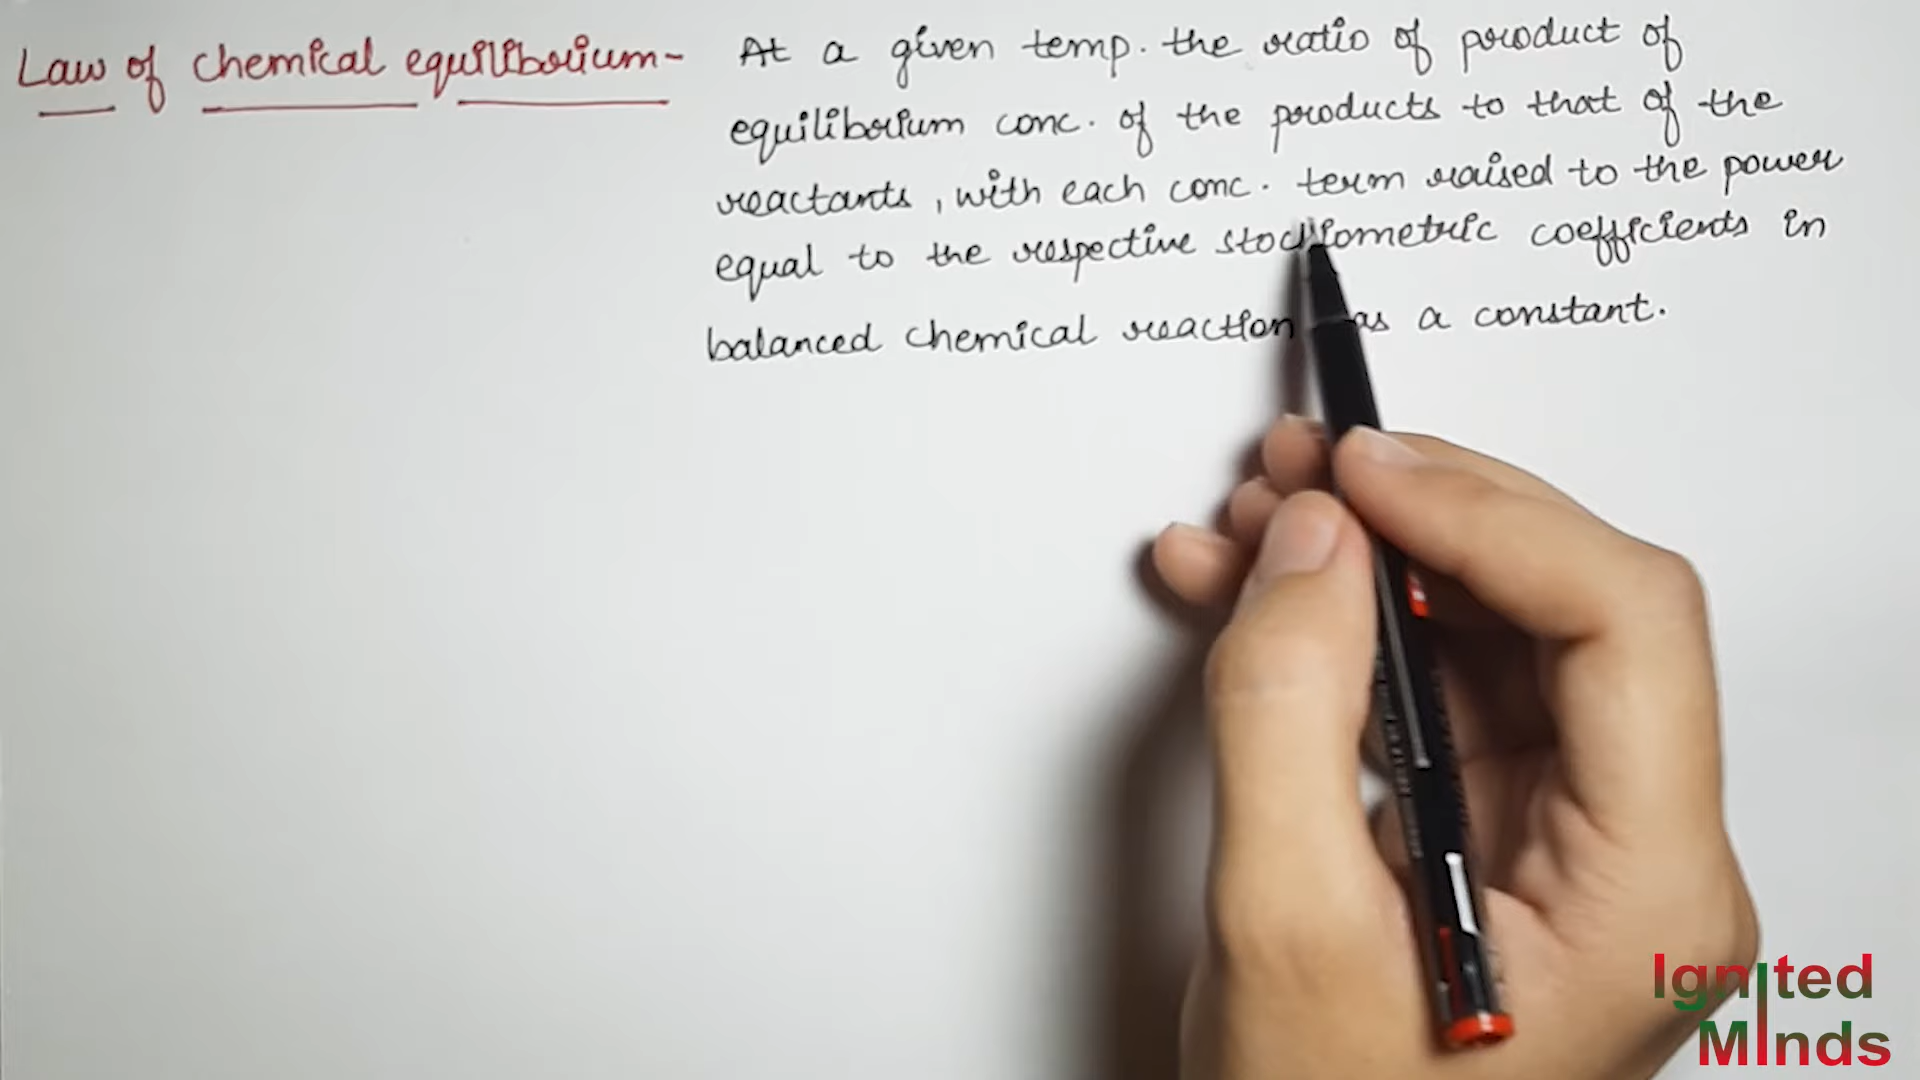 Law of chemical equilibrium- At a given temp. the ratio of product of
equilibrium conc. of the products to that of the
reactants, with each conc. term raised to the power
equal to the respective coefficients in
balanced chemical reaction as a constant.
Ignited
Minds